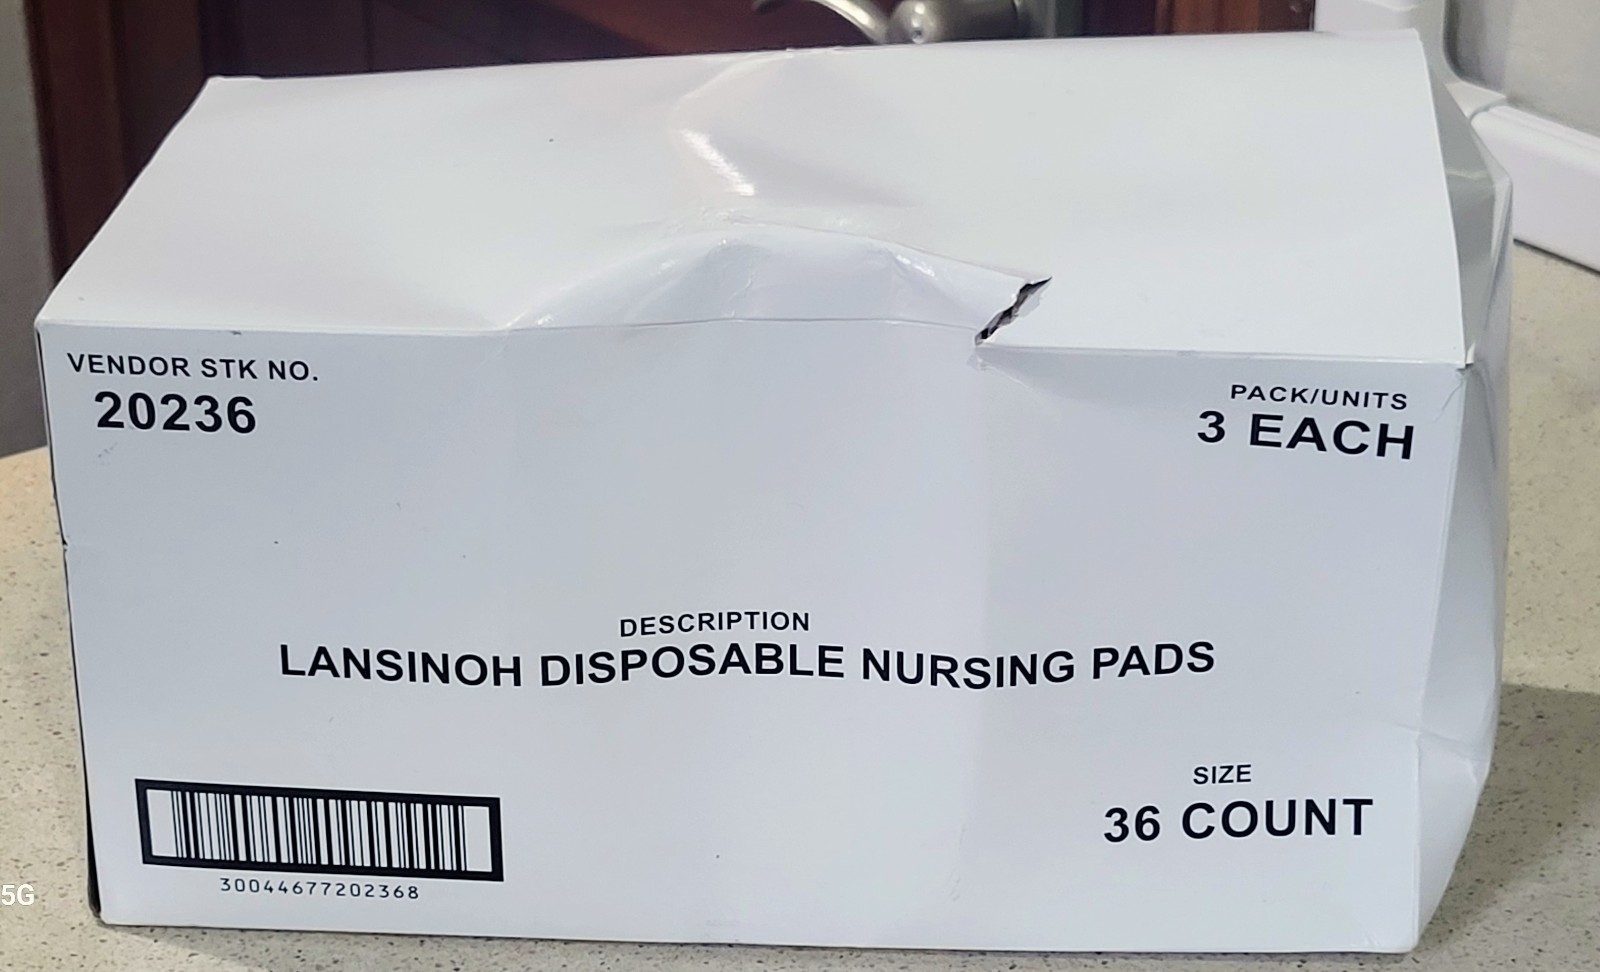 VENDOR STK NO.
20236
PACK/UNITS
3 EACH
DESCRIPTION
LANSINOH DISPOSABLE NURSING PADS
SIZE
36 COUNT
30044677202368
5G